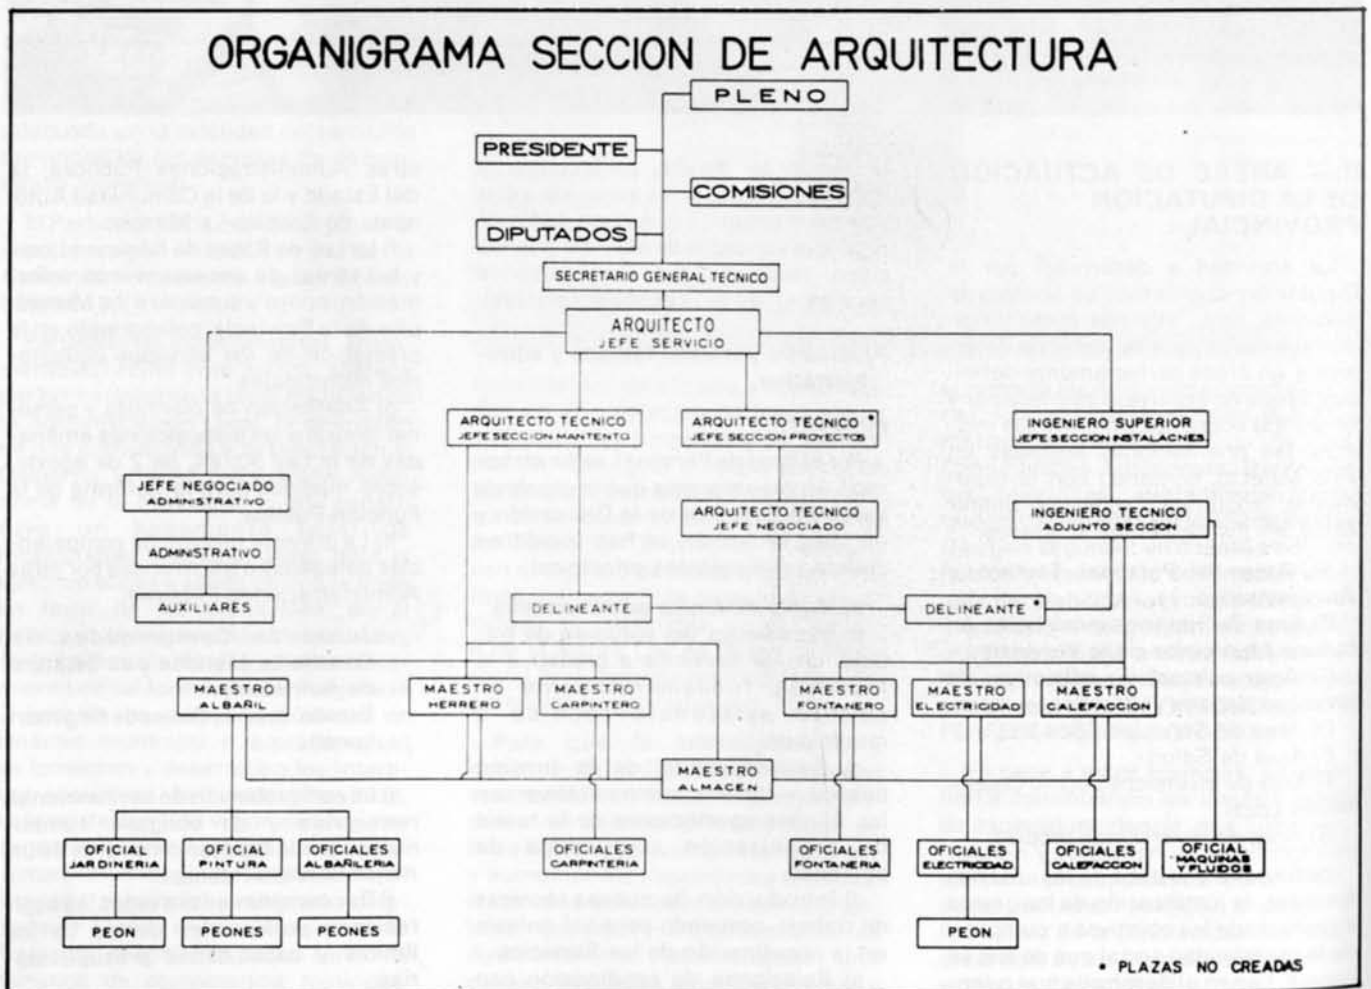 ORGANIGRAMA SECCION DE ARQUITECTURA
PLENO
PRESIDENTE
COMISIONES
DIPUTADOS
SECRETARIO GENERAL TECNICO
ARQUITECTO
JEFE SERVICIO
ARQUITECTO TECNICO
JEFE SECCION MANTENTO
ARQUITECTO TECNICO *
JEFE SECCION PROYECTOS
INGENIERO SUPERIOR
JEFE SECCION INSTALACNES
JEFE NEGOCIADO
ADMINISTRATIVO
ARQUITECTO TECNICO
JEFE NEGOCIADO
INGENIERO TECNICO
ADJUNTO SECCION
ADMNISTRATIVO
AUXILIARES
DELINEANTE
DELINEANTE *
MAESTRO
ALBAÑIL
MAESTRO
HERRERO
MAESTRO
CARPINTERO
MAESTRO
FONTANERO
MAESTRO
ELECTRICIDAD
MAESTRO
CALEFACCION
MAESTRO
ALMACEN
OFICIAL
JARDINERIA
OFICIAL
PINTURA
OFICIALES
ALBAÑILERIA
OFICIALES
CARPNTERIA
OFICIALES
FONTANERIA
OFICIALES
ELECTRICIDAD
OFICIALES
CALEFACCION
OFICIAL
MAQUINAS
Y FLUIDOS
PEON
PEONES
PEONES
PEON
* PLAZAS NO CREADAS